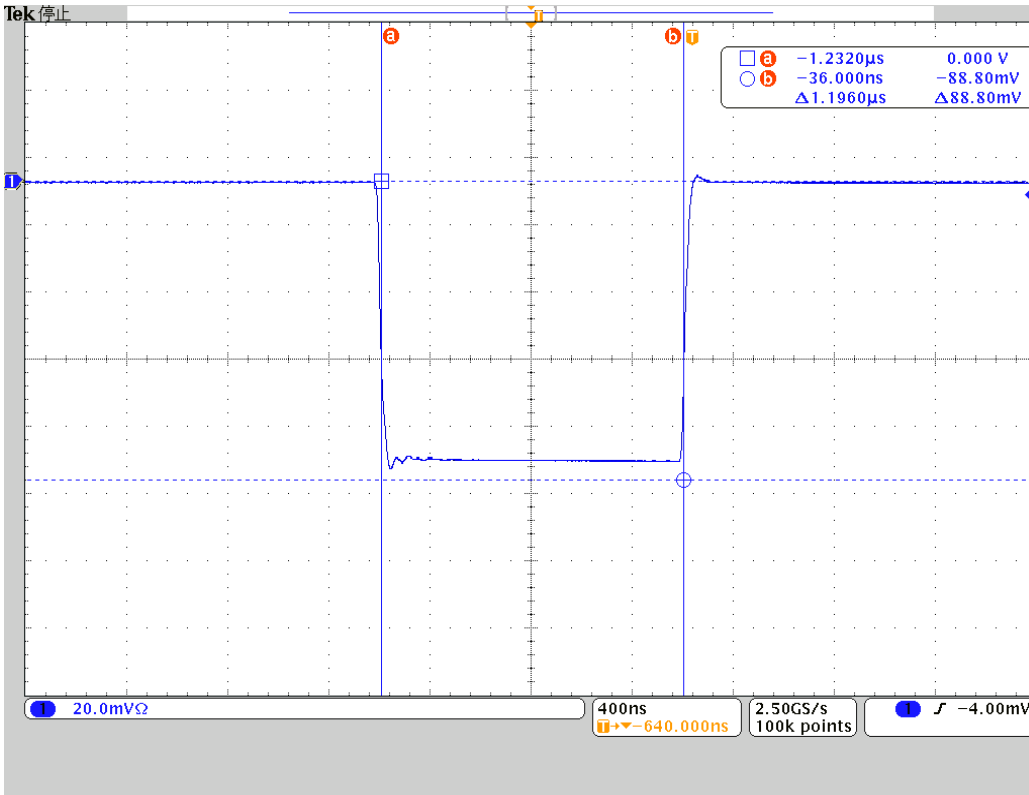 Tek 停止
T
a
b T
a −1.2320μs 0.000 V
b −36.000ns −88.80mV
Δ1.1960μs Δ88.80mV
1
1 20.0mVΩ
400ns
T→▼−640.000ns
2.50GS/s
100k points
1 ∫ −4.00mV